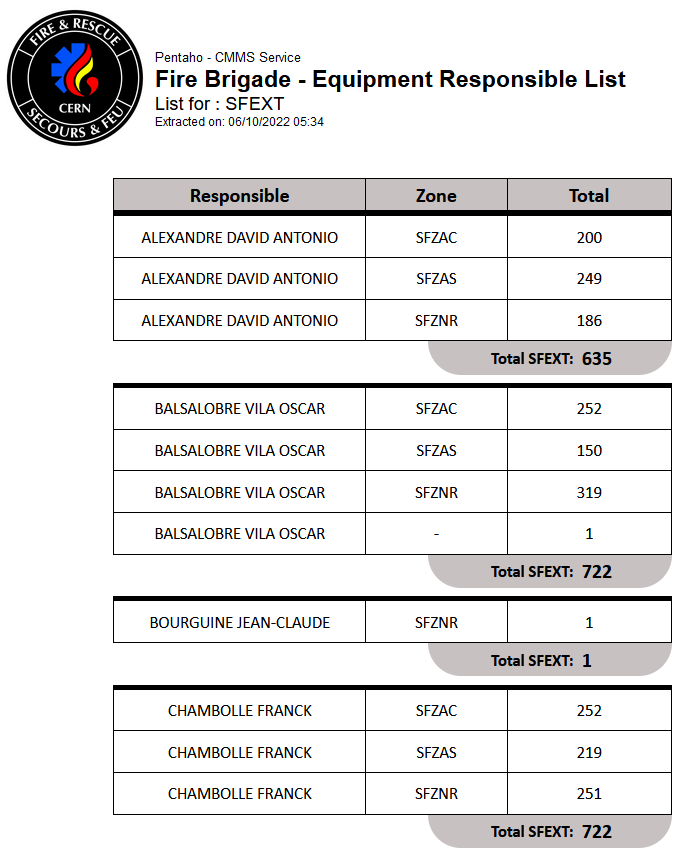 FIRE & RESCUE
CERN
SECOURS & FEU
Pentaho - CMMS Service
Fire Brigade - Equipment Responsible List
List for : SFEXT
Extracted on: 06/10/2022 05:34
Responsible Zone Total
ALEXANDRE DAVID ANTONIO SFZAC 200
ALEXANDRE DAVID ANTONIO SFZAS 249
ALEXANDRE DAVID ANTONIO SFZNR 186
Total SFEXT: 635
BALSALOBRE VILA OSCAR SFZAC 252
BALSALOBRE VILA OSCAR SFZAS 150
BALSALOBRE VILA OSCAR SFZNR 319
BALSALOBRE VILA OSCAR - 1
Total SFEXT: 722
BOURGUINE JEAN-CLAUDE SFZNR 1
Total SFEXT: 1
CHAMBOLLE FRANCK SFZAC 252
CHAMBOLLE FRANCK SFZAS 219
CHAMBOLLE FRANCK SFZNR 251
Total SFEXT: 722